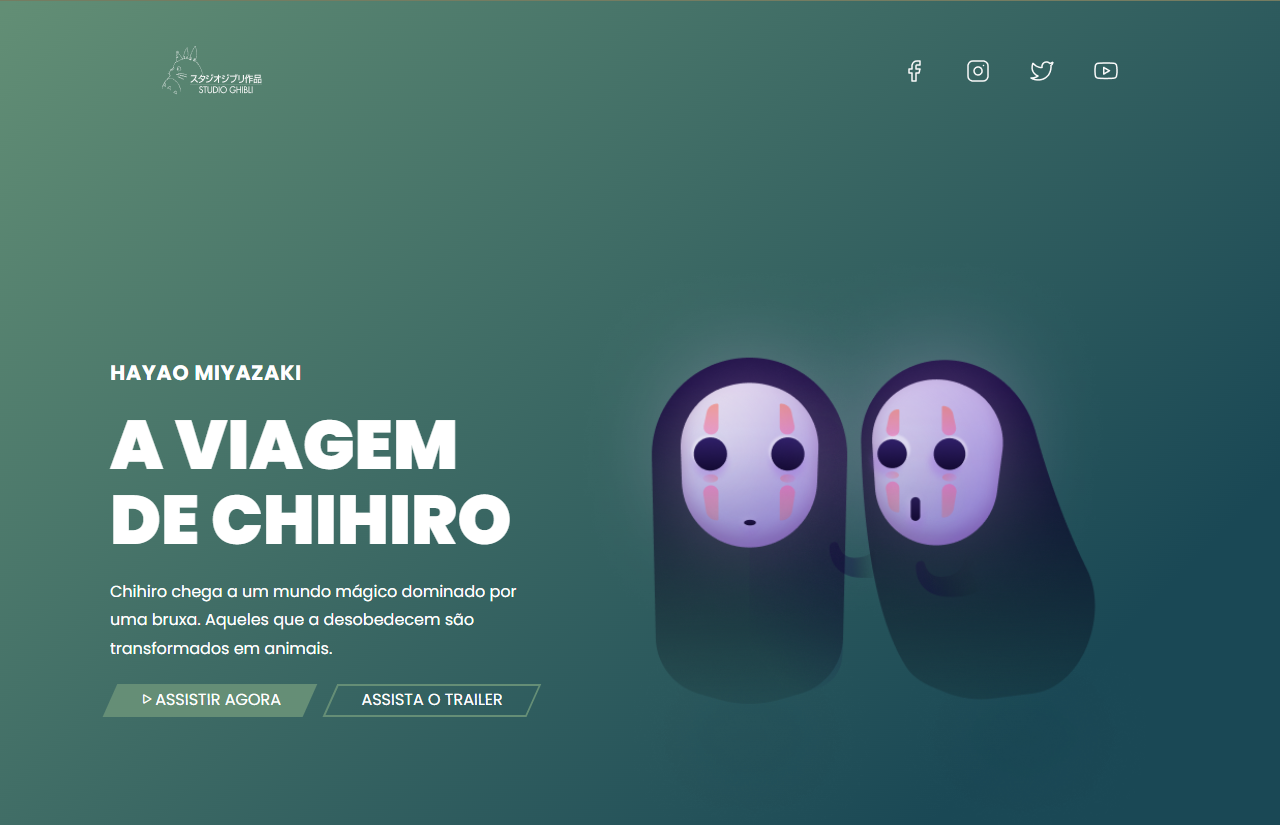 スタジオジブリ作品
STUDIO GHIBLI
HAYAO MIYAZAKI
A VIAGEM
DE CHIHIRO
Chihiro chega a um mundo mágico dominado por
uma bruxa. Aqueles que a desobedecem são
transformados em animais.
ASSISTIR AGORA
ASSISTA O TRAILER